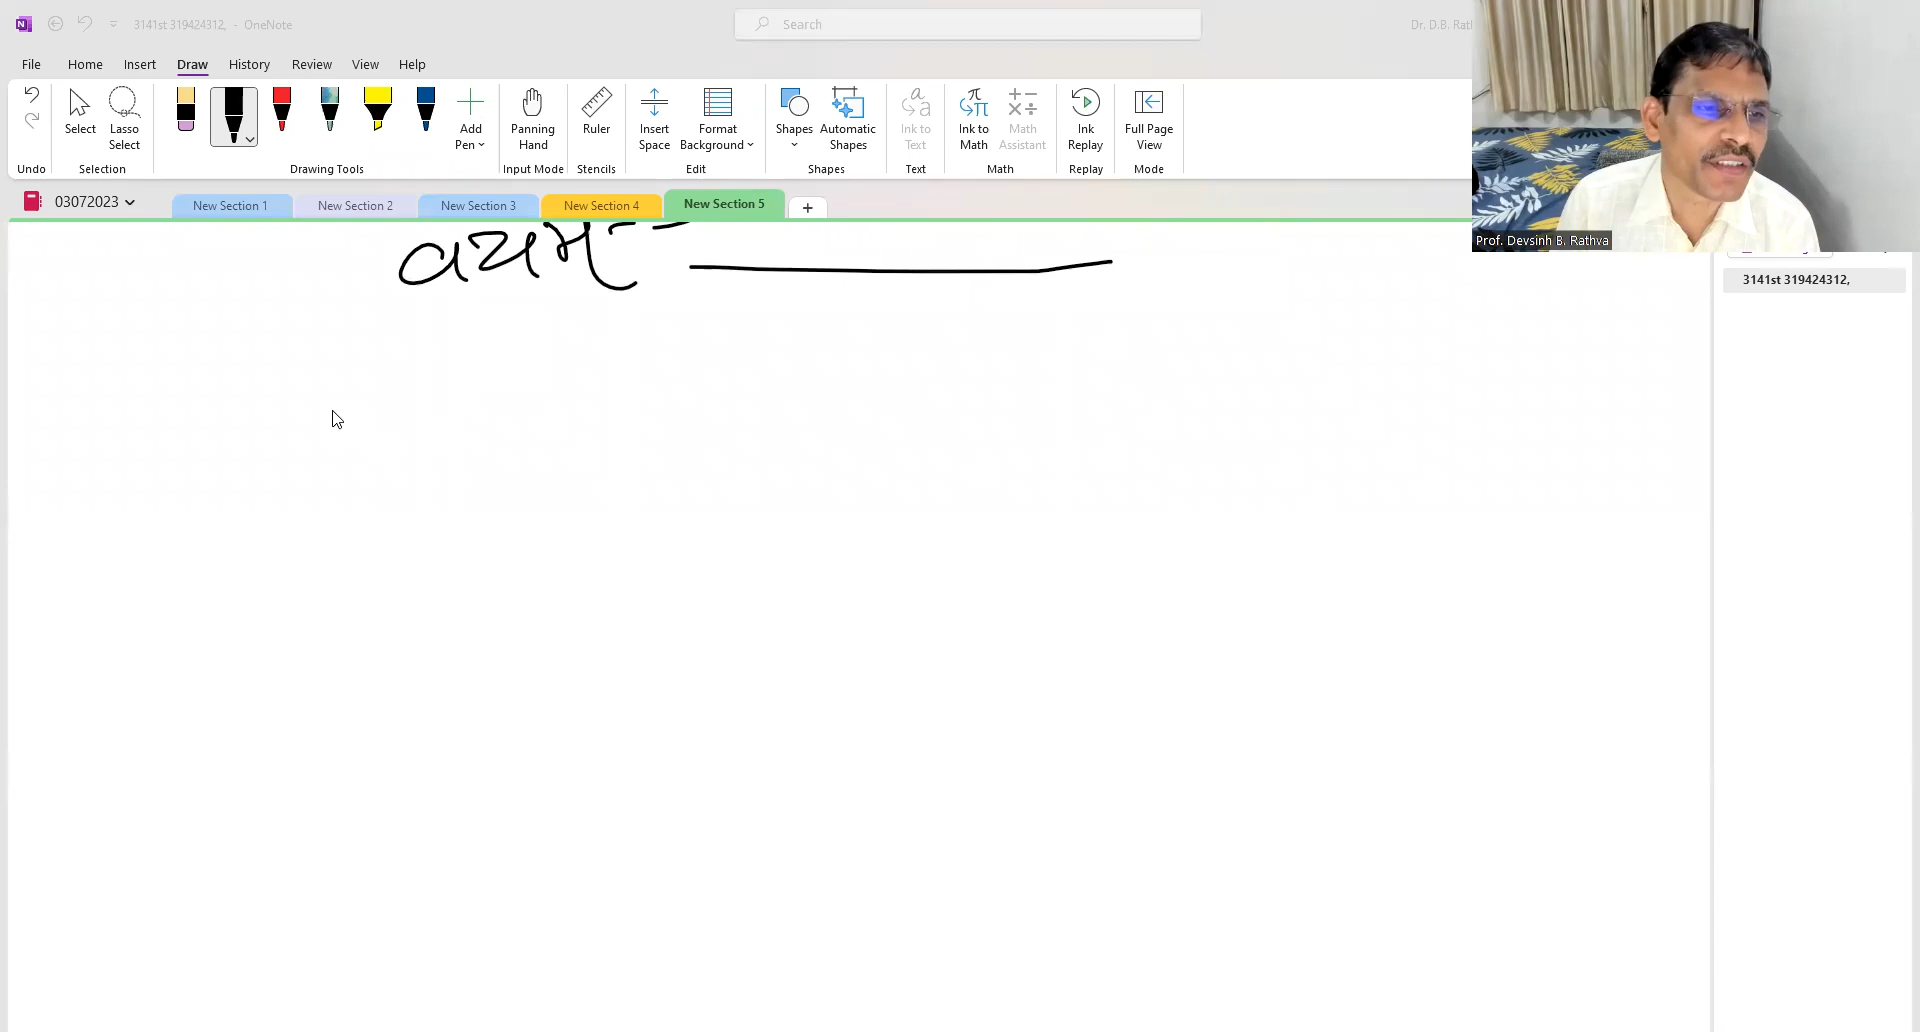 3141st 319424312, - OneNote
Search
Dr. D.B. Rath
File Home Insert Draw History Review View Help
Select
Lasso Select
Add Pen
Panning Hand
Ruler
Insert Space
Format Background
Shapes
Automatic Shapes
Ink to Text
Ink to Math
Math Assistant
Ink Replay
Full Page View
Undo Selection Drawing Tools Input Mode Stencils Edit Shapes Text Math Replay Mode
03072023 New Section 1 New Section 2 New Section 3 New Section 4 New Section 5 +
Prof. Devsinh B. Rathva
3141st 319424312,